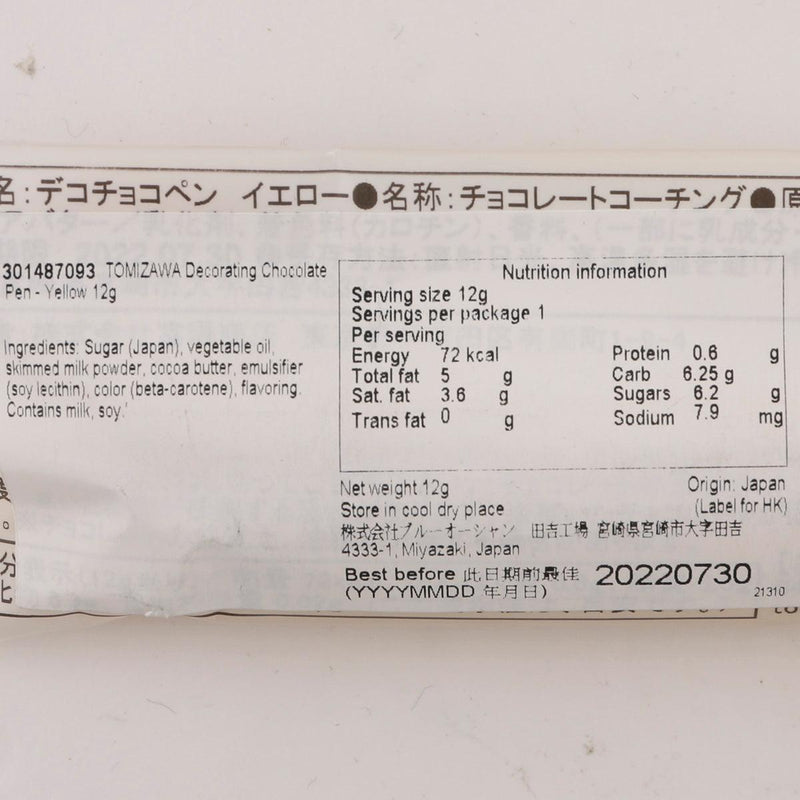 名:デコチョコペン イエロー●名称:チョコレートコーチング●原
301487093 TOMIZAWA Decorating Chocolate
Pen - Yellow 12g
Ingredients: Sugar (Japan), vegetable oil,
skimmed milk powder, cocoa butter, emulsifier
(soy lecithin), color (beta-carotene), flavoring.
Contains milk, soy.
Nutrition information
Serving size 12g
Servings per package 1
Per serving
Energy 72 kcal Protein 0.6 g
Total fat 5 g Carb 6.25 g
Sat. fat 3.6 g Sugars 6.2 g
Trans fat 0 g Sodium 7.9 mg
Net weight 12g Origin: Japan
Store in cool dry place (Label for HK)
株式会社ブルーオーシャン 田吉工場 宮崎県宮崎市大字田吉
4333-1, Miyazaki, Japan
Best before 此日期前最佳 20220730
(YYYYMMDD 年月日) 21310